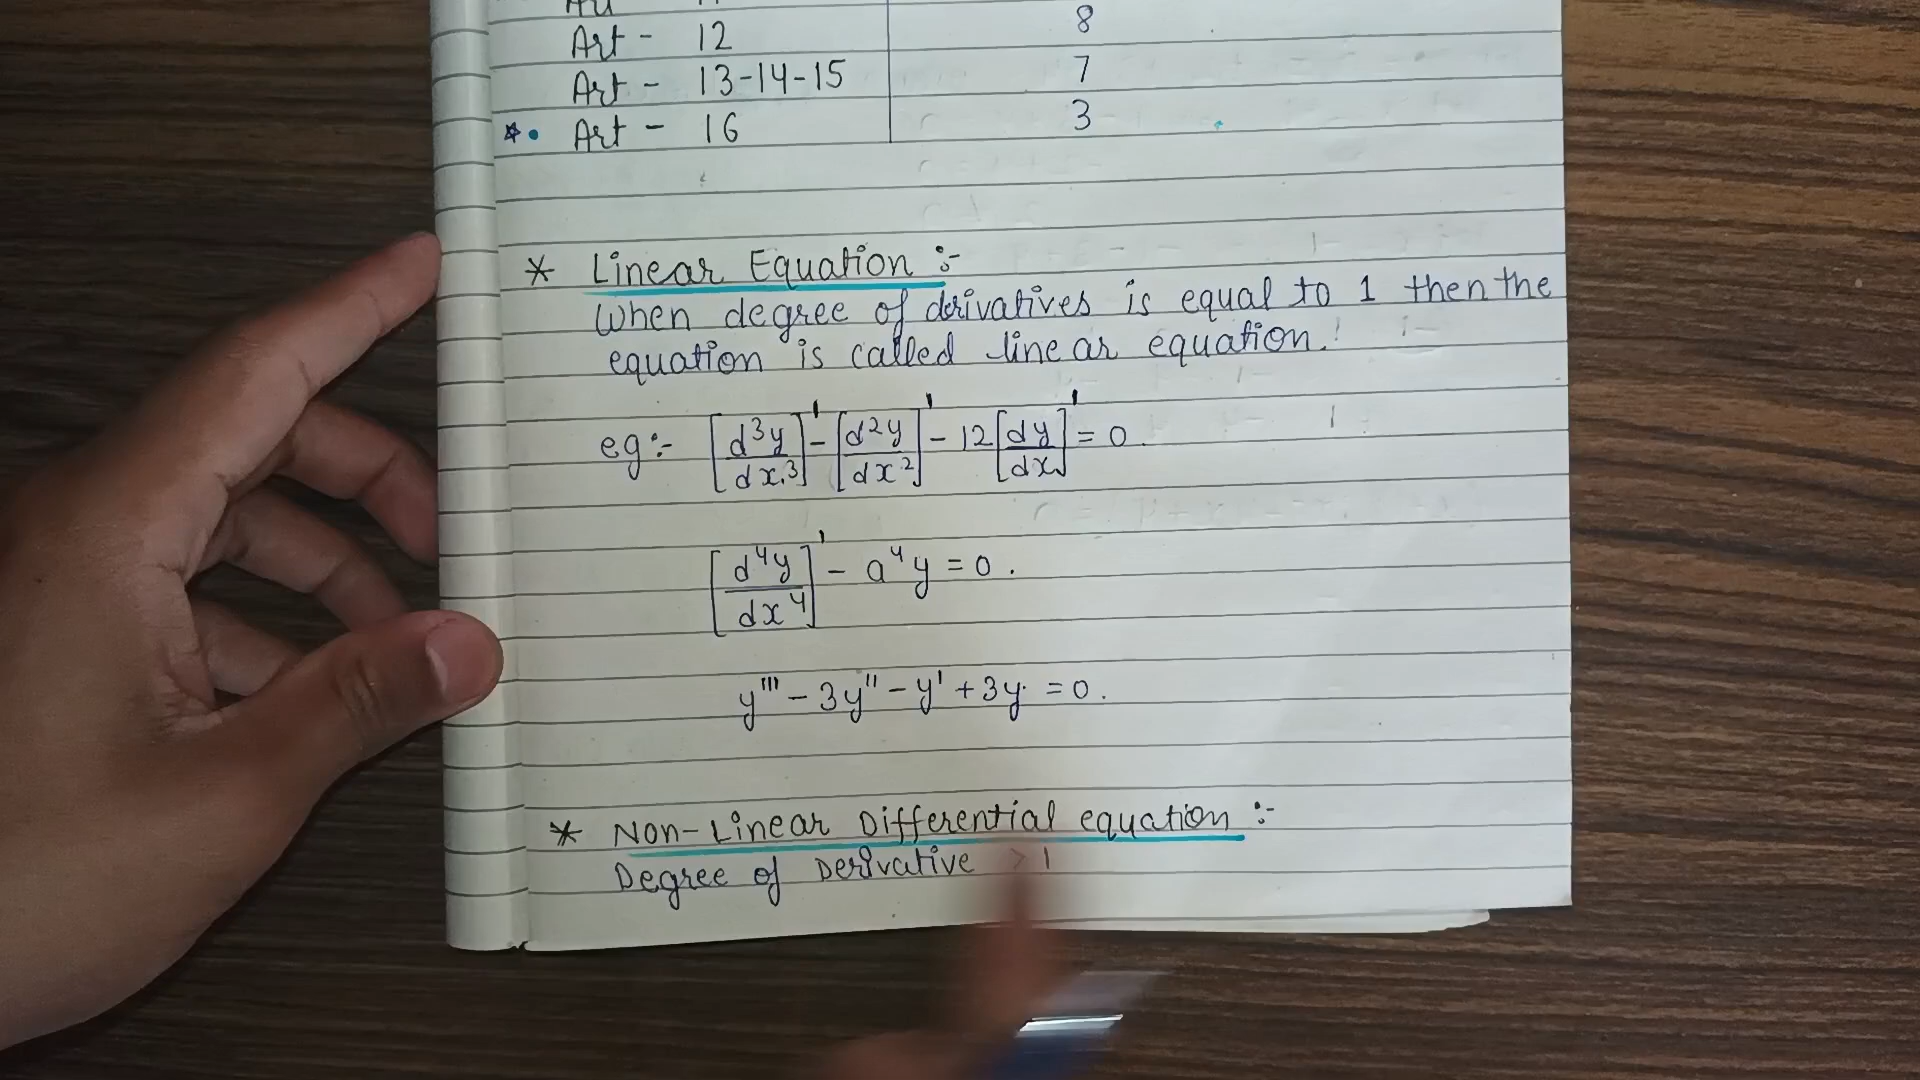 Art - 12 8
Art - 13-14-15 7
☆• Art - 16 3
* Linear Equation :-
When degree of derivatives is equal to 1 then the
equation is called linear equation.
eg:- [d³y/dx³]¹ - [d²y/dx²]¹ - 12[dy/dx]¹ = 0
[d⁴y/dx⁴]¹ - a⁴y = 0.
y''' - 3y'' - y' + 3y = 0.
* Non-Linear Differential equation :-
Degree of Derivative > 1